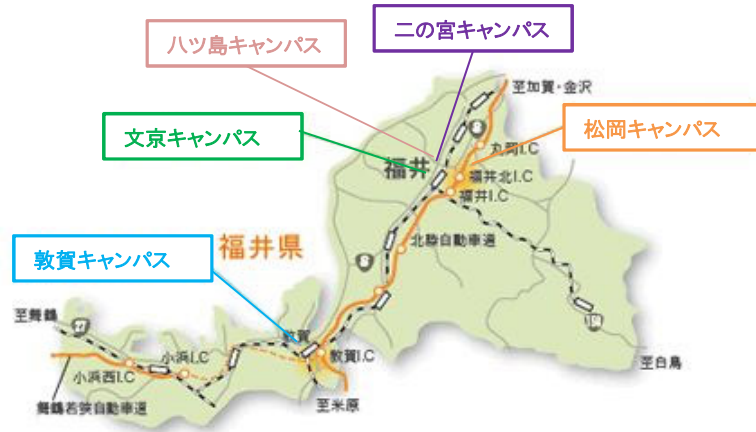 二の宮キャンパス
八ツ島キャンパス
至加賀・金沢
8
文京キャンパス
松岡キャンパス
丸岡I.C
福井
福井北I.C
福井I.C
福井県
北陸自動車道
敦賀キャンパス
8
至舞鶴
27
敦賀
158
小浜I.C
敦賀I.C
至白鳥
小浜西I.C
舞鶴若狭自動車道
至米原